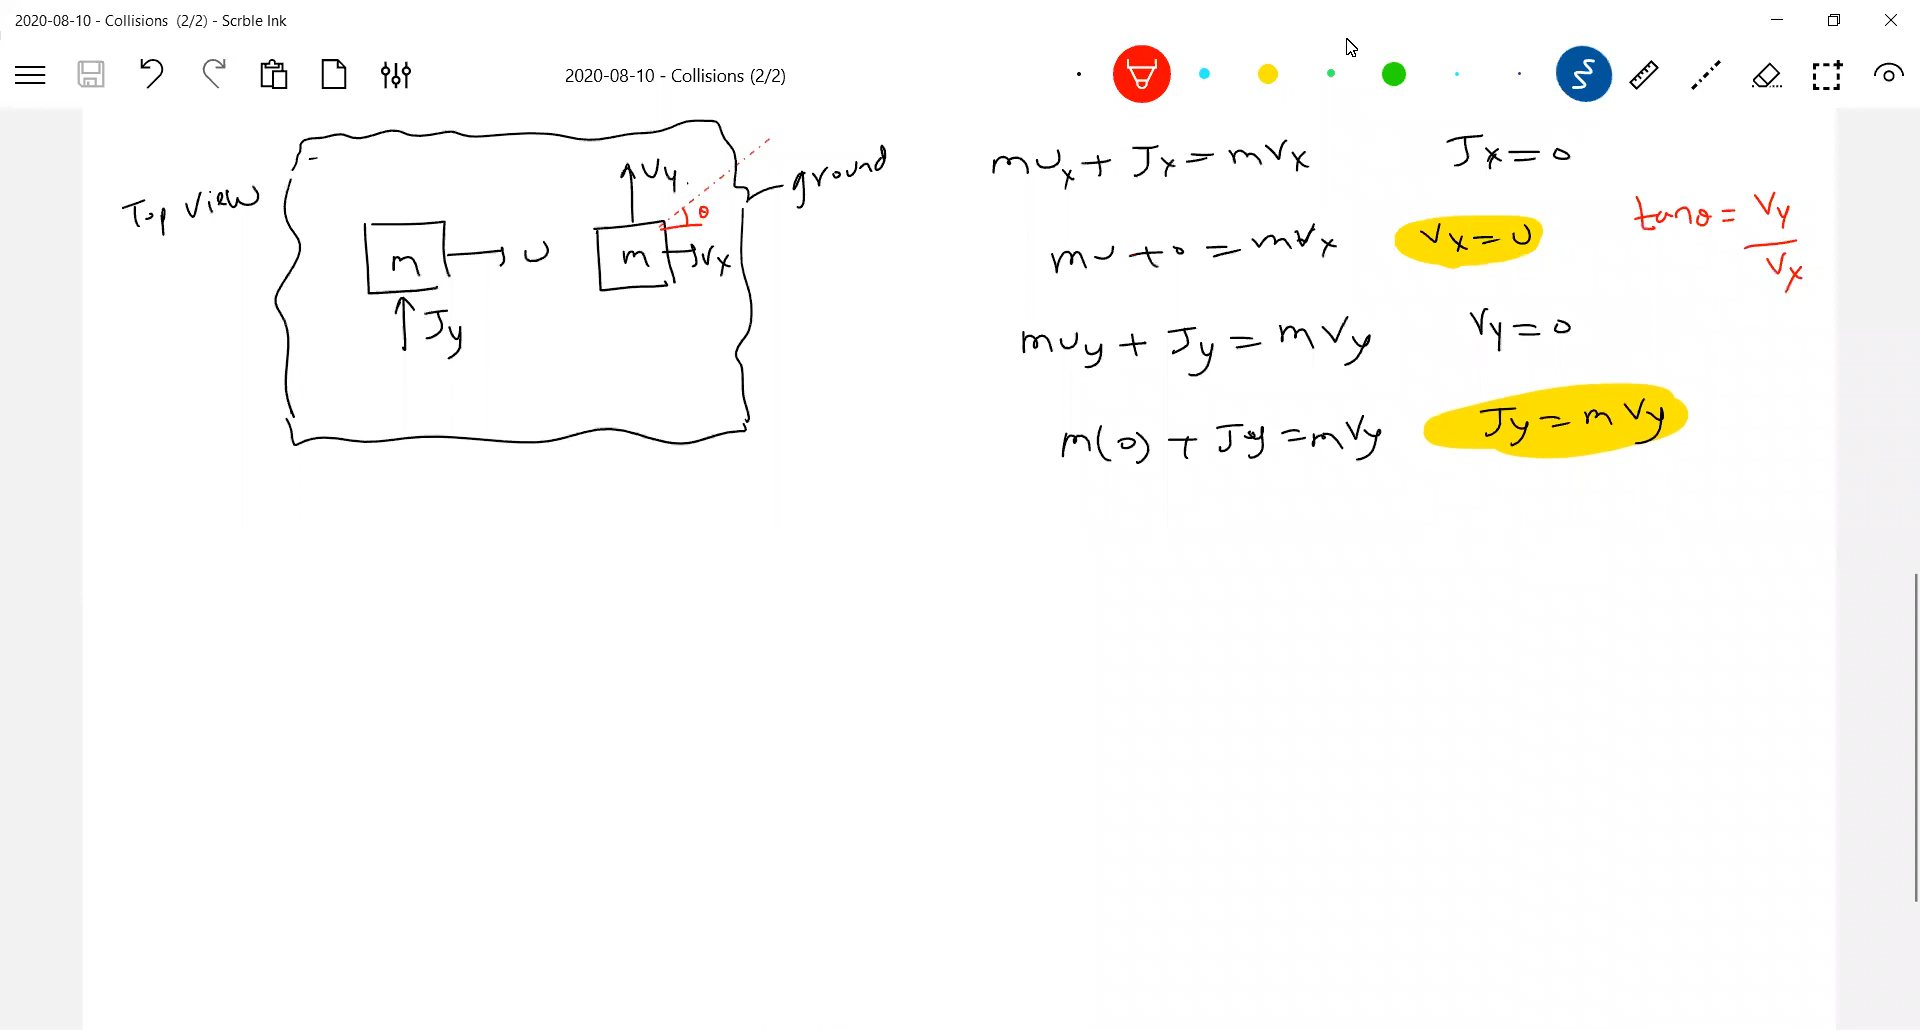 2020-08-10 - Collisions (2/2) - Scrble Ink
2020-08-10 - Collisions (2/2)
Top view
m
u
Jy
Vy
θ
m
Vx
ground
mux + Jx = mVx
Jx = 0
mu + 0 = mVx
Vx = u
tanθ = Vy/Vx
muy + Jy = mVy
Vy = 0
m(0) + Jy = mVy
Jy = mVy